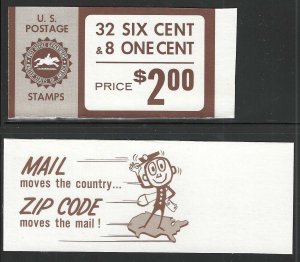 U. S.
POSTAGE
STAMPS
32 SIX CENT
& 8 ONE CENT
PRICE $2.00
MAIL
moves the country...
ZIP CODE
moves the mail!